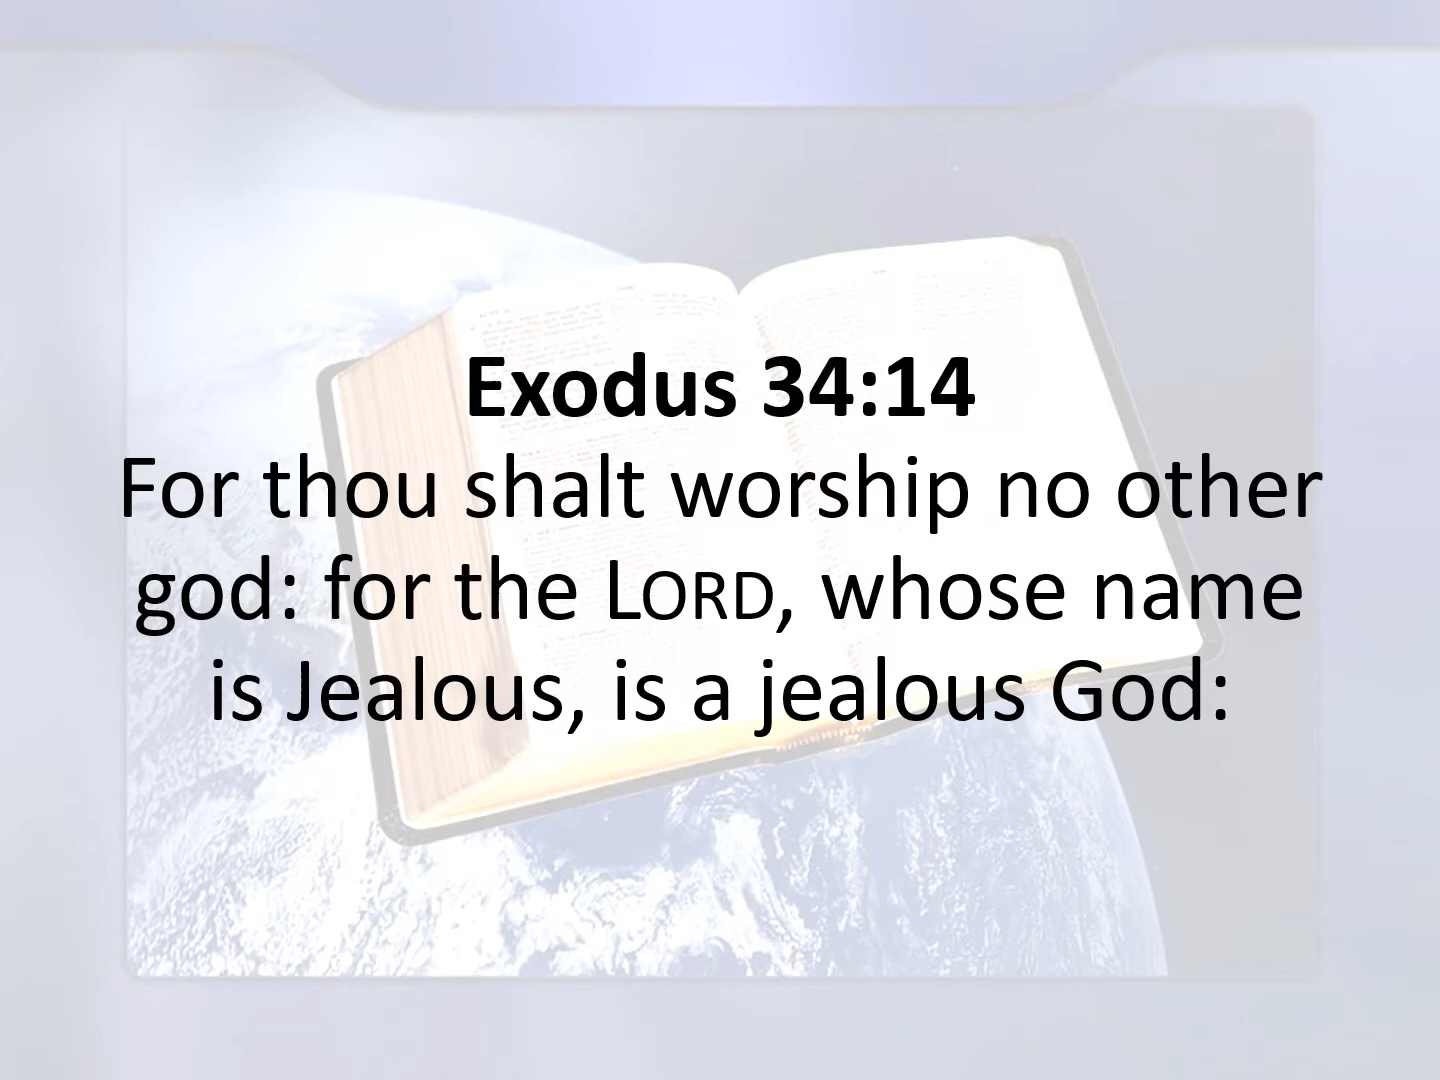 Exodus 34:14
For thou shalt worship no other
god: for the LORD, whose name
is Jealous, is a jealous God: